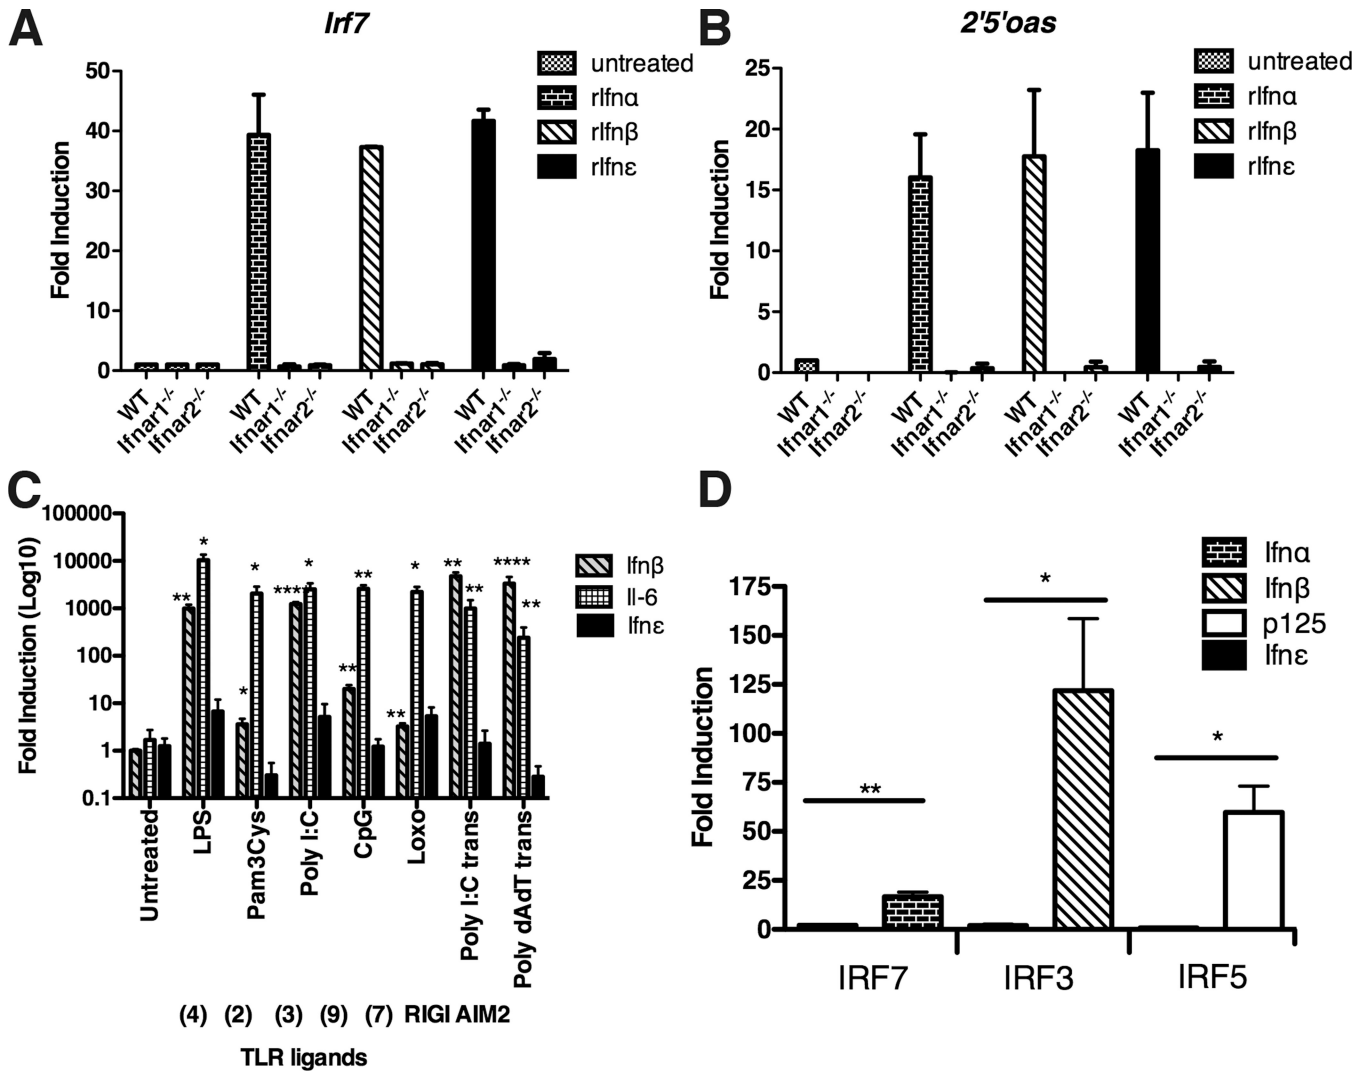 A
Irf7
50
40
30
20
10
0
Fold Induction
untreated
rIfnα
rIfnβ
rIfnε
WT
Ifnar1-/-
Ifnar2-/-
WT
Ifnar1-/-
Ifnar2-/-
WT
Ifnar1-/-
Ifnar2-/-
WT
Ifnar1-/-
Ifnar2-/-
B
2'5'oas
25
20
15
10
5
0
Fold Induction
untreated
rIfnα
rIfnβ
rIfnε
WT
Ifnar1-/-
Ifnar2-/-
WT
Ifnar1-/-
Ifnar2-/-
WT
Ifnar1-/-
Ifnar2-/-
WT
Ifnar1-/-
Ifnar2-/-
C
100000
10000
1000
100
10
1
0.1
Fold Induction (Log10)
** * * * **** * ** ** ** * ** ** **** **
Ifnβ
Il-6
Ifnε
Untreated
LPS
Pam3Cys
Poly I:C
CpG
Loxo
Poly I:C trans
Poly dAdT trans
(4) (2) (3) (9) (7) RIGI AIM2
TLR ligands
D
175
150
125
100
75
50
25
0
Fold Induction
**
*
*
Ifnα
Ifnβ
p125
Ifnε
IRF7 IRF3 IRF5